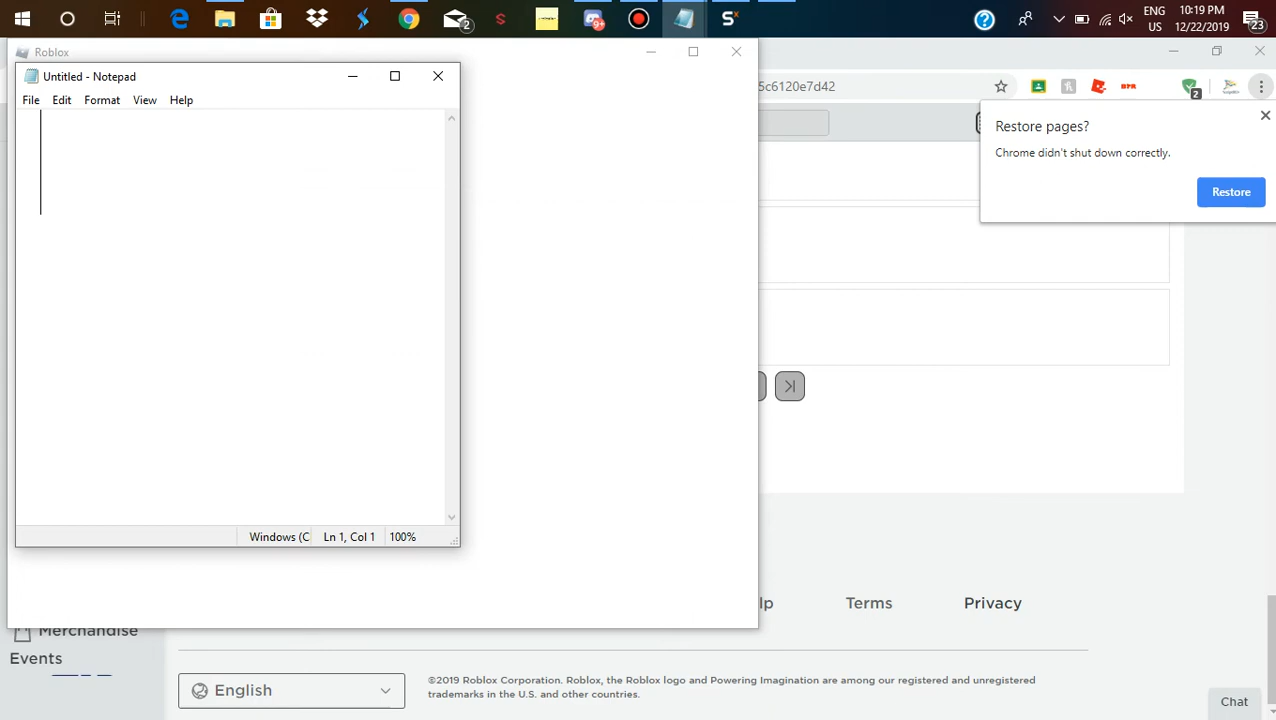 ENG 10:19 PM
US 12/22/2019
2
9+
23
Roblox
Untitled - Notepad
File Edit Format View Help
5c6120e7d42
2
Restore pages?
Chrome didn't shut down correctly.
Restore
Windows (C Ln 1, Col 1 100%
lp Terms Privacy
Merchandise
Events
English
©2019 Roblox Corporation. Roblox, the Roblox logo and Powering Imagination are among our registered and unregistered
trademarks in the U.S. and other countries.
Chat